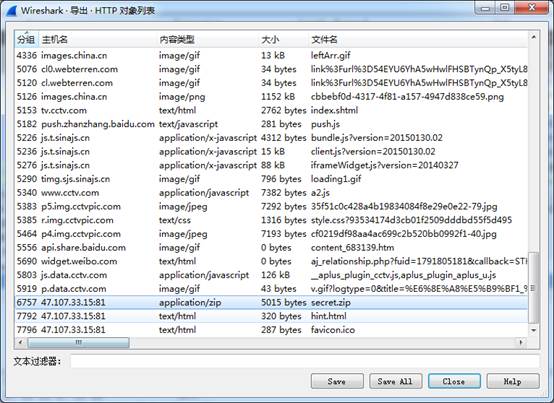 Wireshark · 导出 · HTTP 对象列表
分组 主机名 内容类型 大小 文件名
4336 images.china.cn image/gif 13 kB leftArr.gif
5076 cl0.webterren.com image/gif 34 bytes link%3Furl%3D54EYU6YhA5wHwlFHSBTynQp_X5tyL8
5120 cl.webterren.com image/gif 34 bytes link%3Furl%3D54EYU6YhA5wHwlFHSBTynQp_X5tyL8
5126 images.china.cn image/png 1152 kB cbbebf0d-4317-4f81-a157-4947d838ce59.png
5153 tv.cctv.com text/html 2762 bytes index.shtml
5182 push.zhanzhang.baidu.com text/javascript 281 bytes push.js
5226 js.t.sinajs.cn application/x-javascript 4312 bytes bundle.js?version=20150130.02
5236 js.t.sinajs.cn application/x-javascript 15 kB client.js?version=20150130.02
5276 js.t.sinajs.cn application/x-javascript 88 kB iframeWidget.js?version=20140327
5290 timg.sjs.sinajs.cn image/gif 796 bytes loading1.gif
5340 www.cctv.com application/javascript 7382 bytes a2.js
5383 p5.img.cctvpic.com image/jpeg 7292 bytes 35f51c0c428a4b19834084f8e29e0e22-79.jpg
5385 r.img.cctvpic.com text/css 1316 bytes style.css?93534174d3cb01f2509dddbd55f5d495
5464 p4.img.cctvpic.com image/jpeg 7193 bytes cf0219df98aa4ac699c2b520bb0992f1-40.jpg
5556 api.share.baidu.com image/gif 0 bytes content_683139.htm
5690 widget.weibo.com text/html 0 bytes aj_relationship.php?fuid=1791805181&callback=STK
5803 js.data.cctv.com application/javascript 126 kB __aplus_plugin_cctv.js,aplus_plugin_aplus_u.js
5919 p.data.cctv.com image/gif 43 bytes v.gif?logtype=0&title=%E6%8E%A8%E5%B9%BF1_%
6757 47.107.33.15:81 application/zip 5015 bytes secret.zip
7792 47.107.33.15:81 text/html 320 bytes hint.html
7796 47.107.33.15:81 text/html 287 bytes favicon.ico
文本过滤器:
Save Save All Close Help